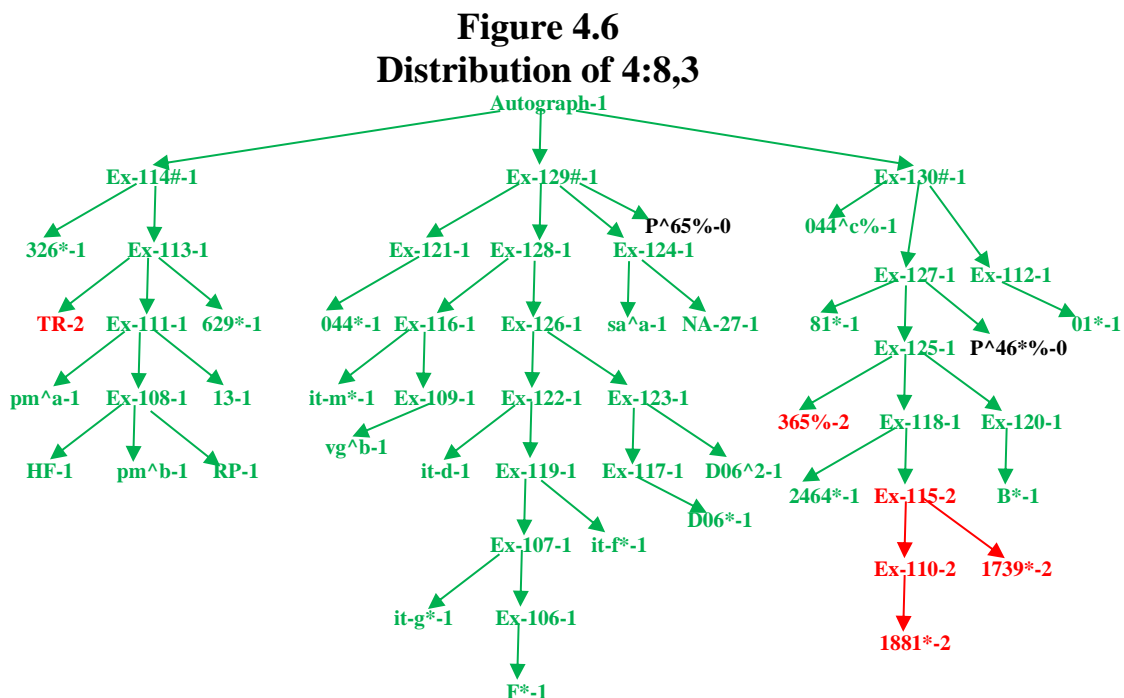 Figure 4.6
Distribution of 4:8,3
Autograph-1
Ex-114#-1 Ex-129#-1 Ex-130#-1
P^65%-0 044^c%-1
326*-1 Ex-113-1 Ex-121-1 Ex-128-1 Ex-124-1
Ex-127-1 Ex-112-1
TR-2 Ex-111-1 629*-1 044*-1 Ex-116-1 Ex-126-1 sa^a-1 NA-27-1 81*-1 01*-1
Ex-125-1 P^46*%-0
pm^a-1 Ex-108-1 13-1 it-m*-1 Ex-109-1 Ex-122-1 Ex-123-1
365%-2 Ex-118-1 Ex-120-1
vg^b-1
HF-1 pm^b-1 RP-1 it-d-1 Ex-119-1 Ex-117-1 D06^2-1
2464*-1 Ex-115-2 B*-1
D06*-1
Ex-107-1 it-f*-1
Ex-110-2 1739*-2
it-g*-1 Ex-106-1
1881*-2
F*-1